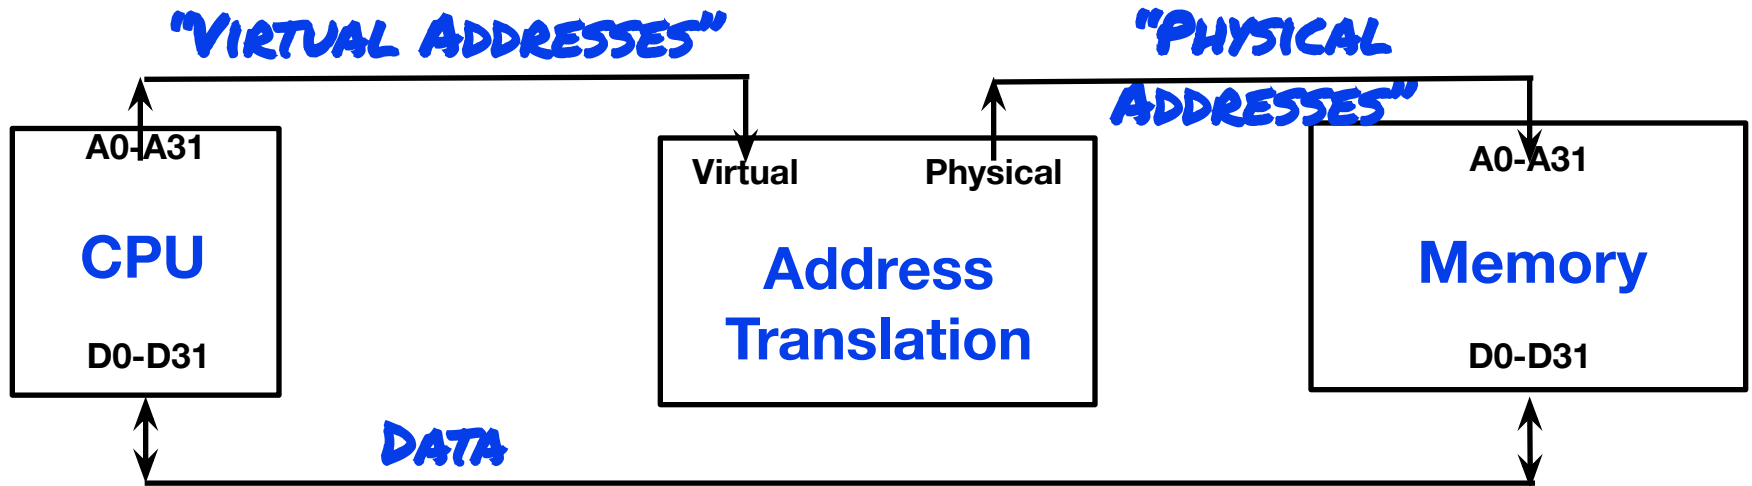 "Virtual Addresses"
"Physical
Addresses"
A0-A31
CPU
D0-D31
Virtual
Physical
Address
Translation
A0-A31
Memory
D0-D31
Data